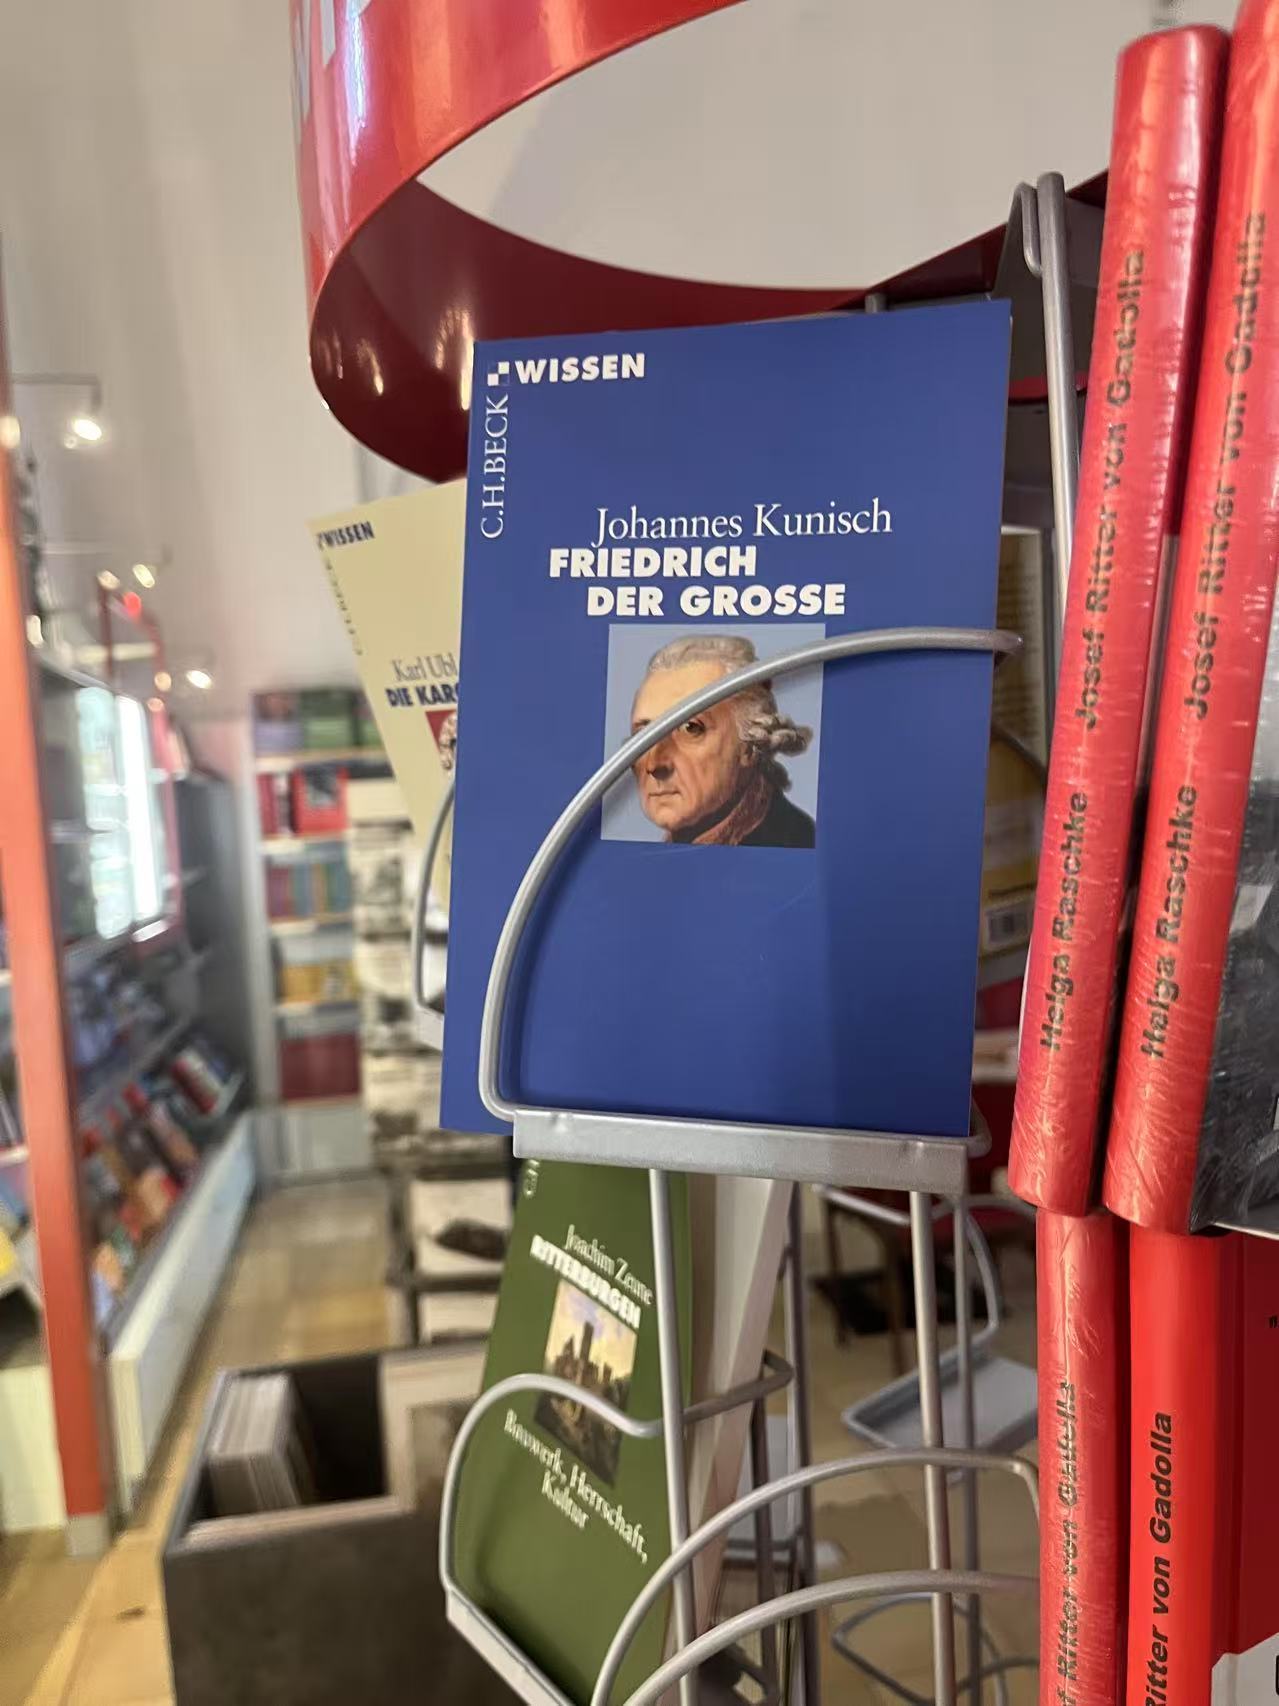 WISSEN
C.H.BECK
Johannes Kunisch
FRIEDRICH
DER GROSSE
WISSEN
Karl Ubl
DIE KARO
Joachim Zeune
RITTERBURGEN
Bauwerk, Herrschaft,
Kultur
Helga Raschke Josef Ritter von Gadolla
Helga Raschke Josef Ritter von Gadolla
Ritter von Gadolla
Ritter von Gadolla